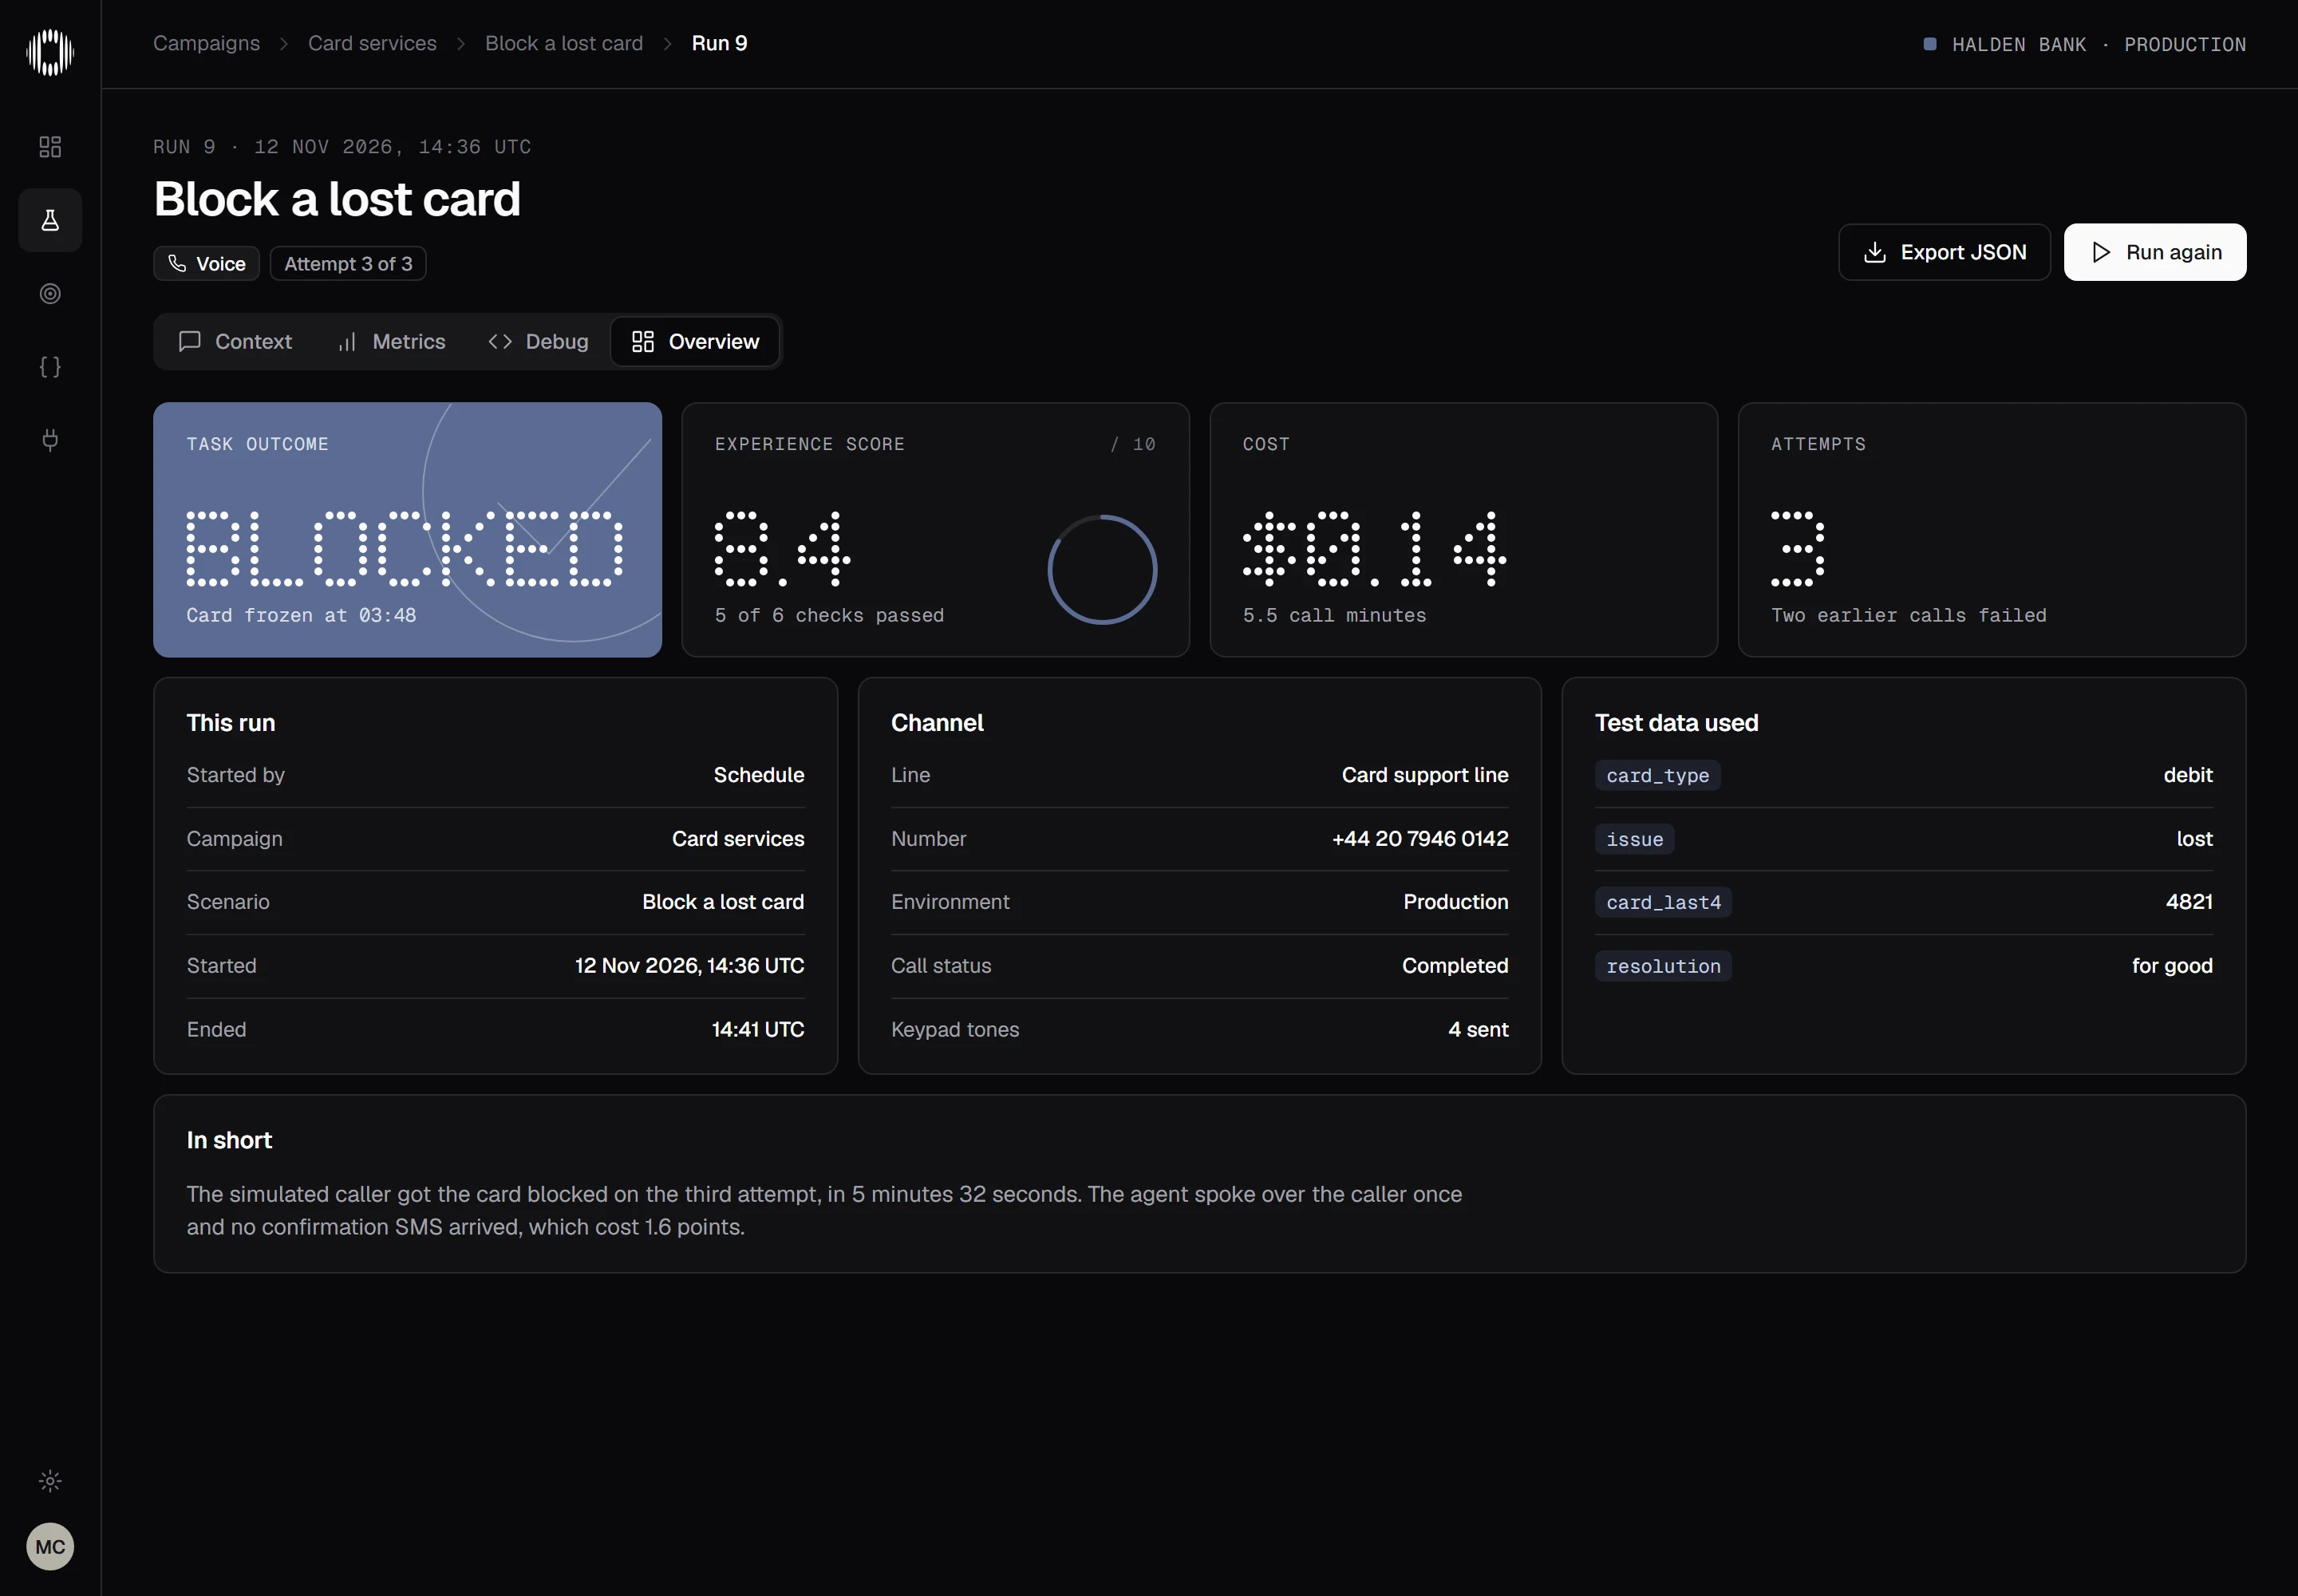 Campaigns > Card services > Block a lost card > Run 9
HALDEN BANK · PRODUCTION
RUN 9 · 12 NOV 2026, 14:36 UTC
Block a lost card
Voice
Attempt 3 of 3
Export JSON
Run again
Context
Metrics
Debug
Overview
TASK OUTCOME
BLOCKED
Card frozen at 03:48
EXPERIENCE SCORE / 10
8.4
5 of 6 checks passed
COST
$0.14
5.5 call minutes
ATTEMPTS
3
Two earlier calls failed
This run
Started by Schedule
Campaign Card services
Scenario Block a lost card
Started 12 Nov 2026, 14:36 UTC
Ended 14:41 UTC
Channel
Line Card support line
Number +44 20 7946 0142
Environment Production
Call status Completed
Keypad tones 4 sent
Test data used
card_type debit
issue lost
card_last4 4821
resolution for good
In short
The simulated caller got the card blocked on the third attempt, in 5 minutes 32 seconds. The agent spoke over the caller once
and no confirmation SMS arrived, which cost 1.6 points.
MC